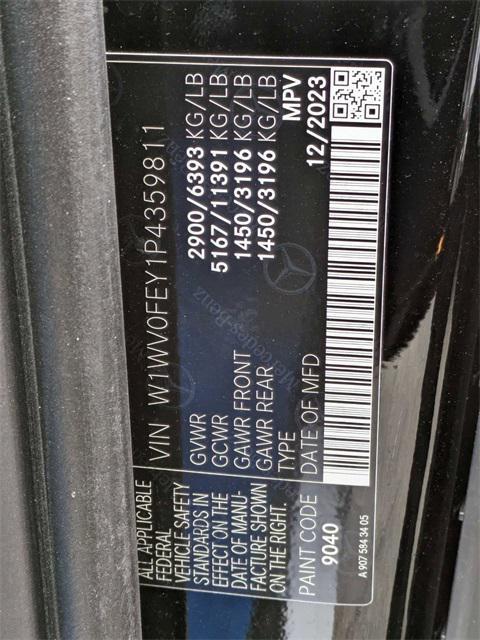 ALL APPLICABLE
FEDERAL
VEHICLE SAFETY
STANDARDS IN
EFFECT ON THE
DATE OF MANU-
FACTURE SHOWN
ON THE RIGHT.
PAINT CODE
9040
A 907 584 34 05
VIN W1WV0FEY1P4359811
GVWR 2900/6393 KG/LB
GCWR 5167/11391 KG/LB
GAWR FRONT 1450/3196 KG/LB
GAWR REAR 1450/3196 KG/LB
TYPE MPV
DATE OF MFD 12/2023
Mercedes-Benz